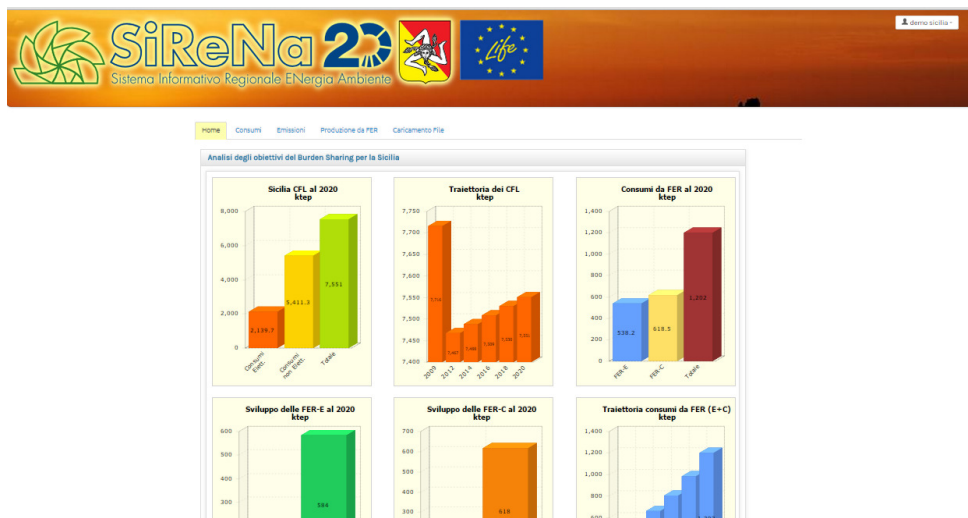 SiReNa 20
Sistema Informativo Regionale ENergia Ambiente
Life
demo sicilia
Home Consumi Emissioni Produzione da FER Caricamento File
Analisi degli obiettivi del Burden Sharing per la Sicilia
Sicilia CFL al 2020
ktep
8,000
6,000
4,000
2,000
0
2,139.7
5,411.3
7,551
Consumi Elett.
Consumi non Elett.
Totale
Traiettoria dei CFL
ktep
7,750
7,700
7,650
7,600
7,550
7,500
7,450
7,400
2009 2012 2014 2016 2018 2020
Consumi da FER al 2020
ktep
1,400
1,200
1,000
800
600
400
200
0
618.5
1,202
FER-E
FER-C
Totale
Sviluppo delle FER-E al 2020
ktep
600
500
400
300
584
Sviluppo delle FER-C al 2020
ktep
700
600
500
400
300
618
Traiettoria consumi da FER (E+C)
ktep
1,400
1,200
1,000
800
600